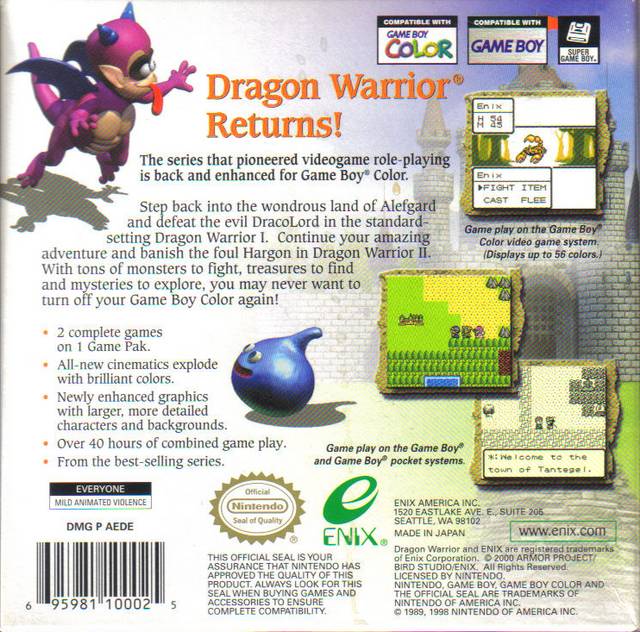 COMPATIBLE WITH
GAME BOY
COLOR
COMPATIBLE WITH
GAME BOY
SUPER
GAME BOY.
Dragon Warrior®
Returns!
The series that pioneered videogame role-playing
is back and enhanced for Game Boy® Color.
Step back into the wondrous land of Alefgard
and defeat the evil DracoLord in the standard-
setting Dragon Warrior I. Continue your amazing
adventure and banish the foul Hargon in Dragon Warrior II.
With tons of monsters to fight, treasures to find
and mysteries to explore, you may never want to
turn off your Game Boy Color again!
Enix
H 54
M 45
Enix
▶FIGHT ITEM
CAST FLEE
Game play on the Game Boy®
Color video game system.
(Displays up to 56 colors.)
• 2 complete games
on 1 Game Pak.
• All-new cinematics explode
with brilliant colors.
• Newly enhanced graphics
with larger, more detailed
characters and backgrounds.
• Over 40 hours of combined game play.
• From the best-selling series.
Game play on the Game Boy®
and Game Boy® pocket systems.
*:Welcome to the
town of Tantegel.
EVERYONE
MILD ANIMATED VIOLENCE
DMG P AEDE
6 95981 10002 5
Official
Nintendo
Seal of Quality
®
THIS OFFICIAL SEAL IS YOUR
ASSURANCE THAT NINTENDO HAS
APPROVED THE QUALITY OF THIS
PRODUCT. ALWAYS LOOK FOR THIS
SEAL WHEN BUYING GAMES AND
ACCESSORIES TO ENSURE
COMPLETE COMPATIBILITY.
ENIX®
ENIX AMERICA INC.
1520 EASTLAKE AVE. E., SUITE 205
SEATTLE, WA 98102
MADE IN JAPAN
www.enix.com
Dragon Warrior and ENIX are registered trademarks
of Enix Corporation. © 2000 ARMOR PROJECT/
BIRD STUDIO/ENIX. All Rights Reserved.
LICENSED BY NINTENDO.
NINTENDO, GAME BOY, GAME BOY COLOR AND
THE OFFICIAL SEAL ARE TRADEMARKS OF
NINTENDO OF AMERICA INC.
© 1989, 1998 NINTENDO OF AMERICA INC.